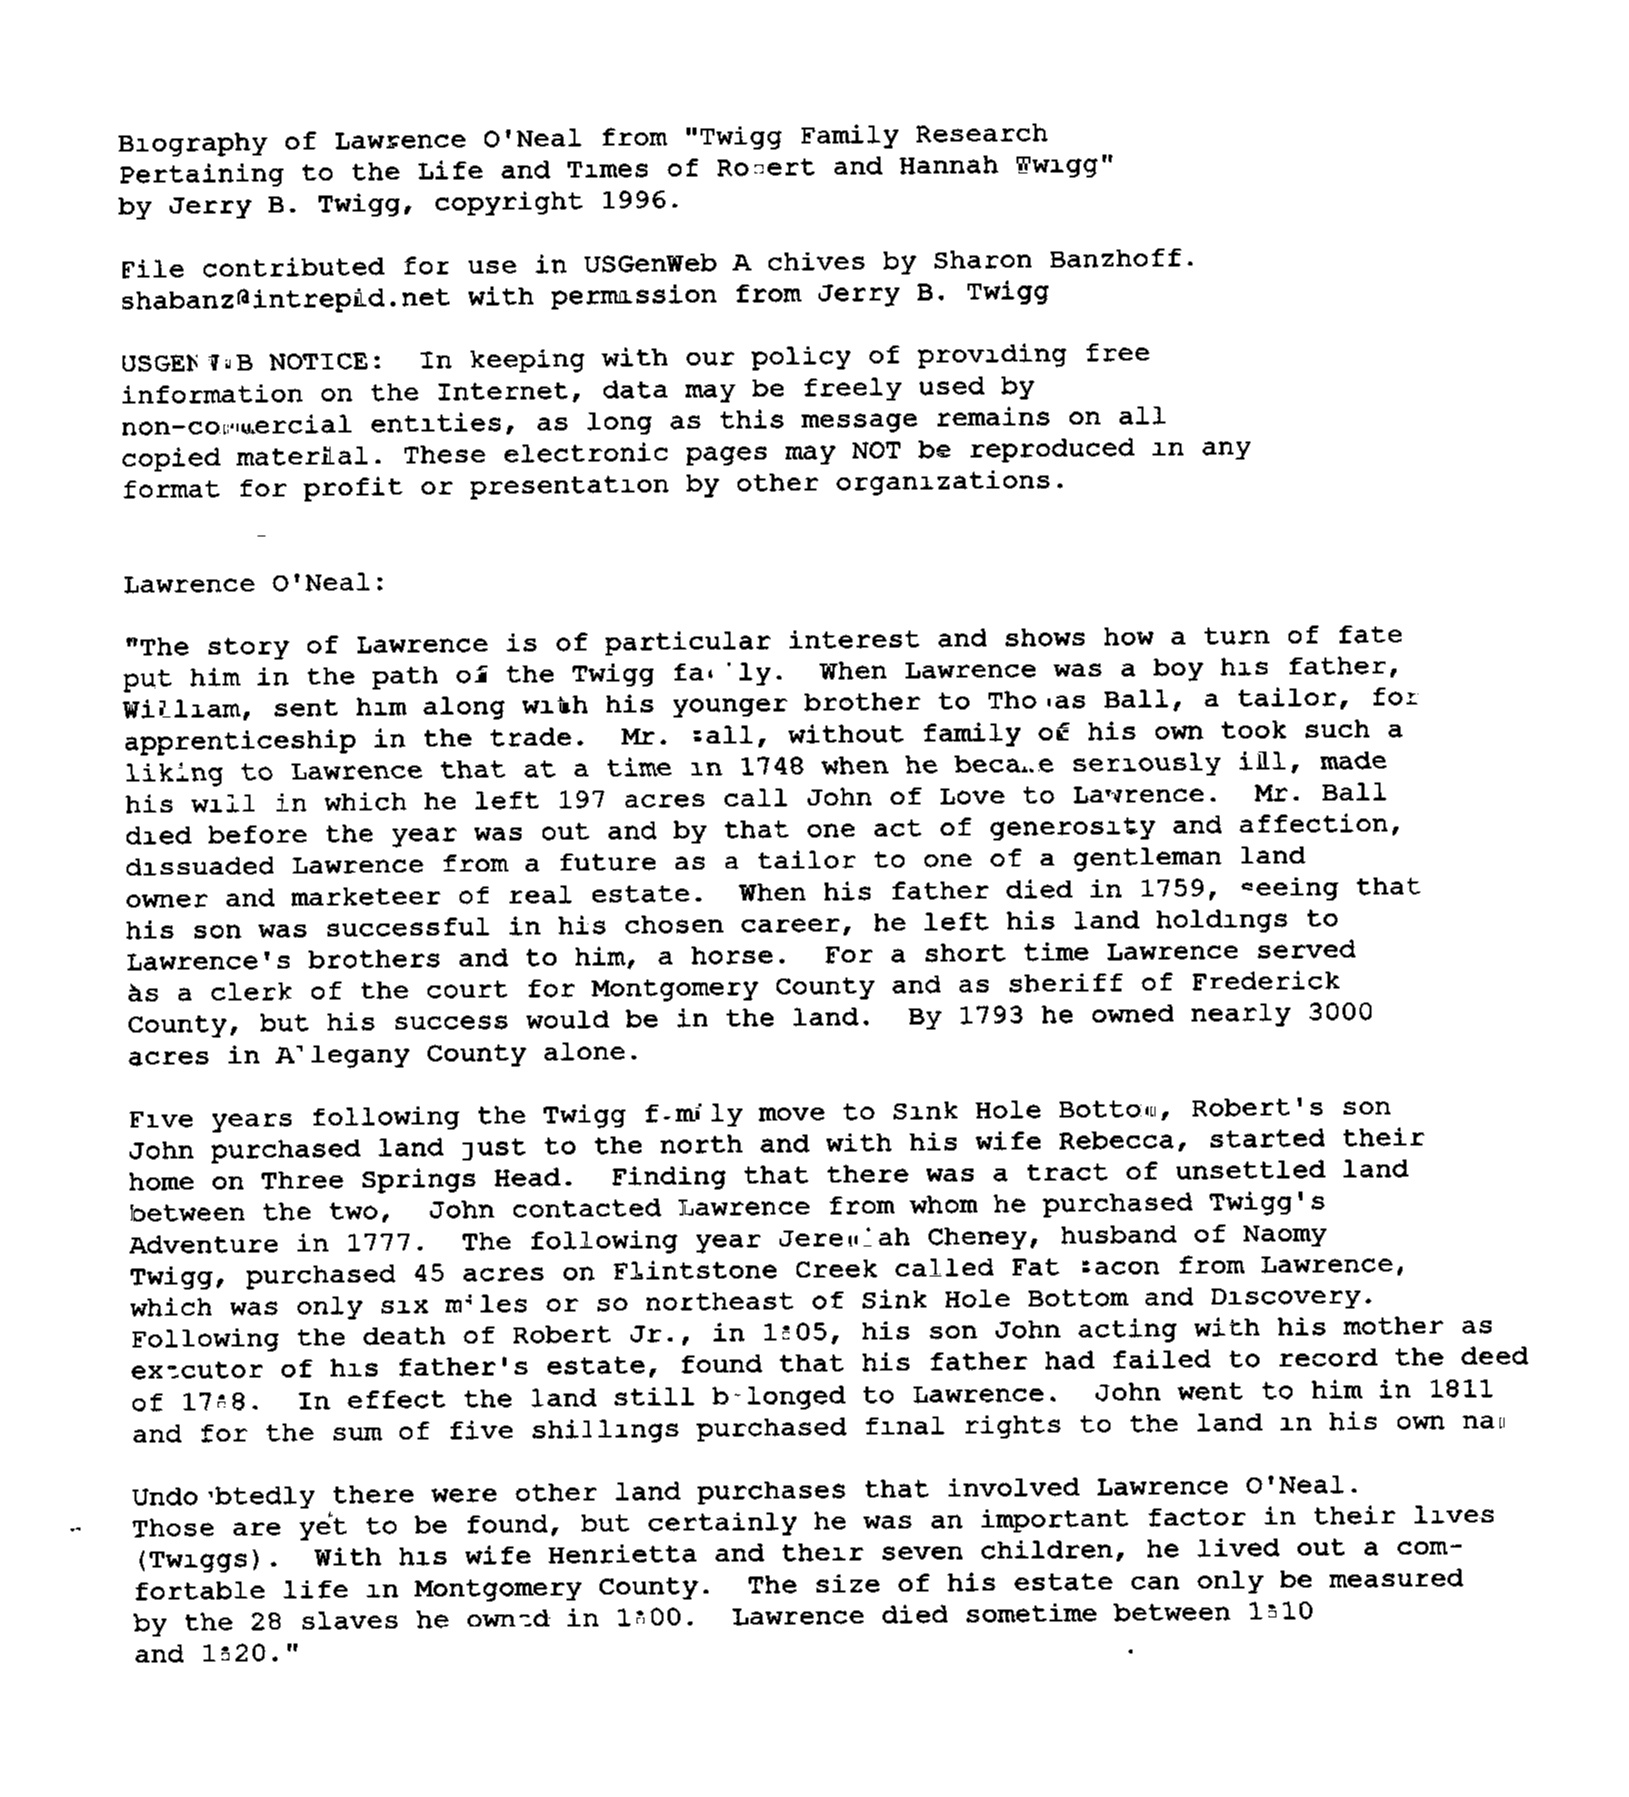 Biography of Lawrence O'Neal from "Twigg Family Research
Pertaining to the Life and Times of Robert and Hannah Twigg"
by Jerry B. Twigg, copyright 1996.
File contributed for use in USGenWeb A chives by Sharon Banzhoff.
shabanz@intrepid.net with permission from Jerry B. Twigg
USGENWEB NOTICE: In keeping with our policy of providing free
information on the Internet, data may be freely used by
non-commercial entities, as long as this message remains on all
copied material. These electronic pages may NOT be reproduced in any
format for profit or presentation by other organizations.
Lawrence O'Neal:
"The story of Lawrence is of particular interest and shows how a turn of fate
put him in the path of the Twigg family. When Lawrence was a boy his father,
William, sent him along with his younger brother to Thomas Ball, a tailor, for
apprenticeship in the trade. Mr. Ball, without family of his own took such a
liking to Lawrence that at a time in 1748 when he became seriously ill, made
his will in which he left 197 acres call John of Love to Lawrence. Mr. Ball
died before the year was out and by that one act of generosity and affection,
dissuaded Lawrence from a future as a tailor to one of a gentleman land
owner and marketeer of real estate. When his father died in 1759, seeing that
his son was successful in his chosen career, he left his land holdings to
Lawrence's brothers and to him, a horse. For a short time Lawrence served
as a clerk of the court for Montgomery County and as sheriff of Frederick
County, but his success would be in the land. By 1793 he owned nearly 3000
acres in Allegany County alone.
Five years following the Twigg family move to Sink Hole Bottom, Robert's son
John purchased land just to the north and with his wife Rebecca, started their
home on Three Springs Head. Finding that there was a tract of unsettled land
between the two, John contacted Lawrence from whom he purchased Twigg's
Adventure in 1777. The following year Jeremiah Cheney, husband of Naomy
Twigg, purchased 45 acres on Flintstone Creek called Fat Bacon from Lawrence,
which was only six miles or so northeast of Sink Hole Bottom and Discovery.
Following the death of Robert Jr., in 1805, his son John acting with his mother as
executor of his father's estate, found that his father had failed to record the deed
of 1788. In effect the land still belonged to Lawrence. John went to him in 1811
and for the sum of five shillings purchased final rights to the land in his own
Undoubtedly there were other land purchases that involved Lawrence O'Neal.
Those are yet to be found, but certainly he was an important factor in their lives
(Twiggs). With his wife Henrietta and their seven children, he lived out a com-
fortable life in Montgomery County. The size of his estate can only be measured
by the 28 slaves he owned in 1800. Lawrence died sometime between 1810
and 1820."